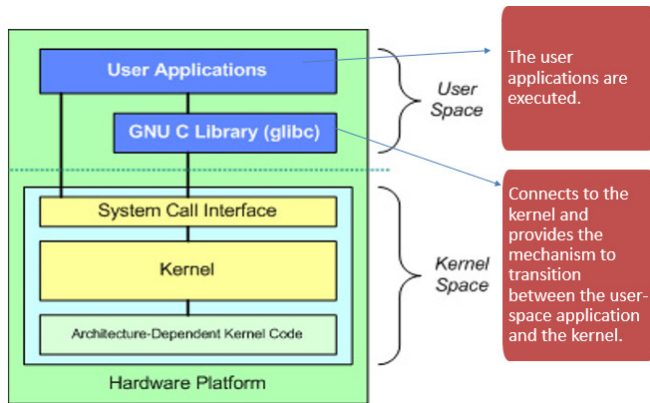 User Applications
GNU C Library (glibc)
User
Space
System Call Interface
Kernel
Architecture-Dependent Kernel Code
Kernel
Space
Hardware Platform
The user
applications are
executed.
Connects to the
kernel and
provides the
mechanism to
transition
between the user-
space application
and the kernel.